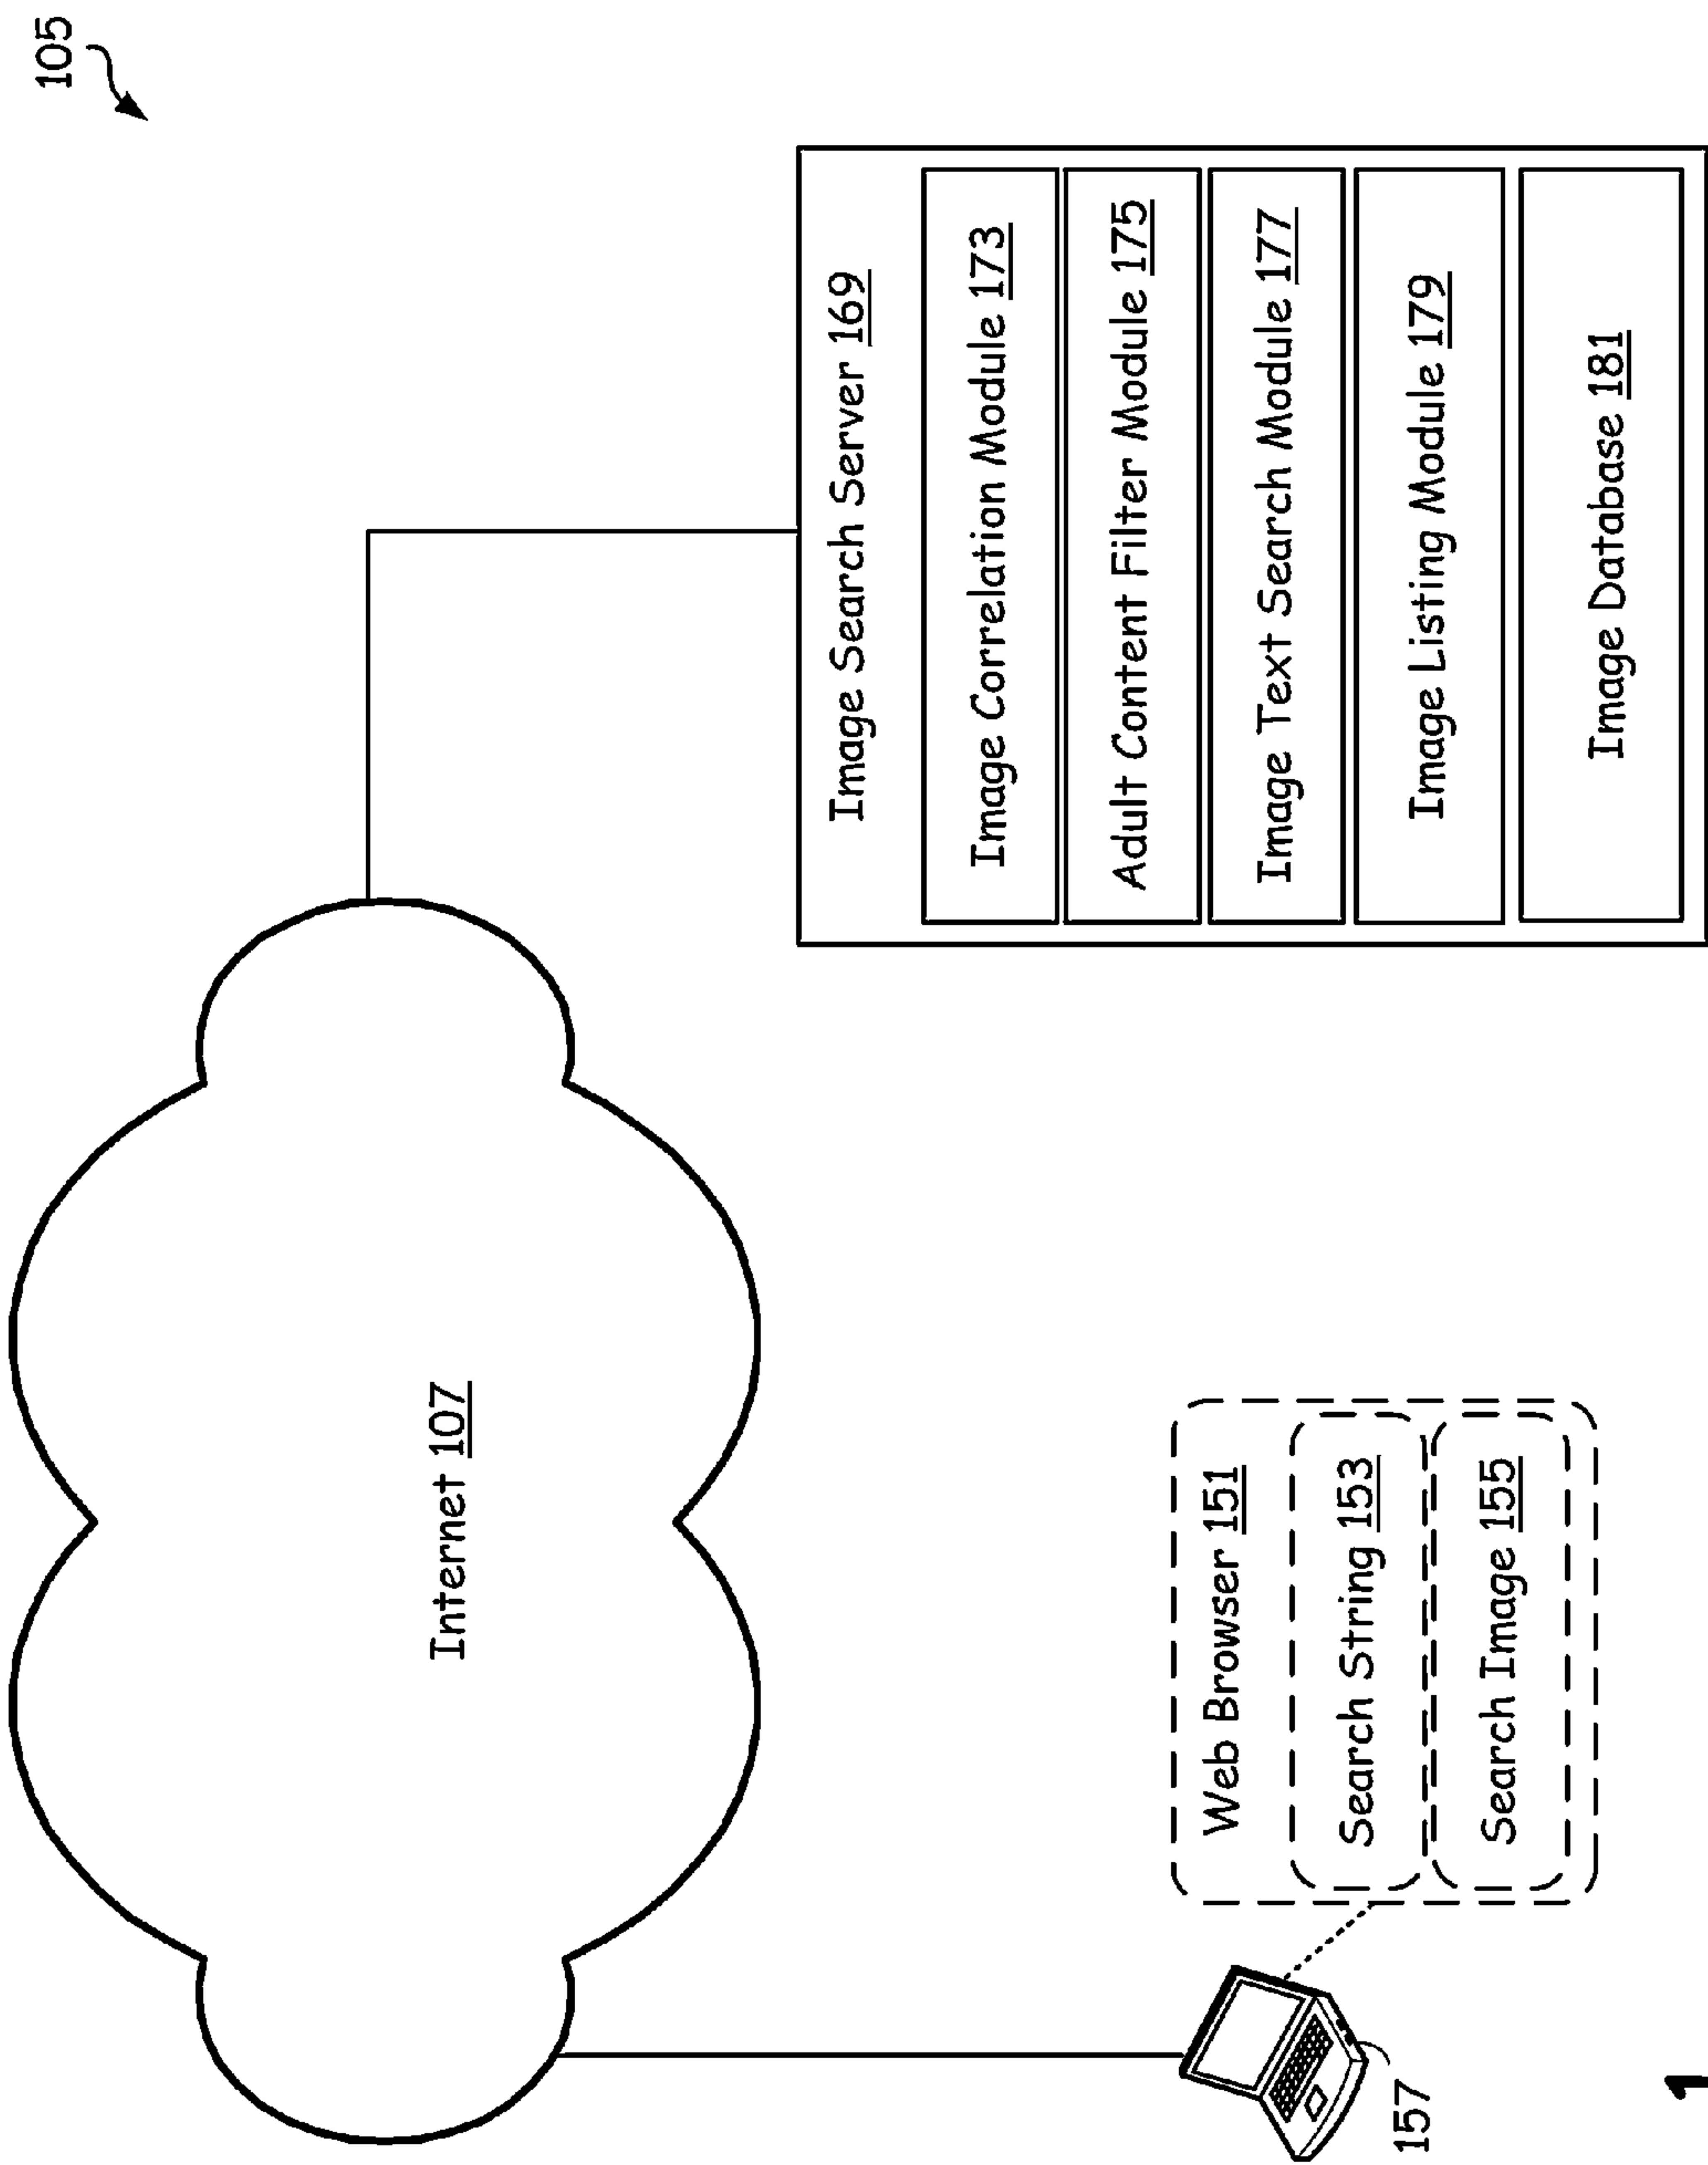 105
Internet 107
Image Search Server 169
Image Correlation Module 173
Adult Content Filter Module 175
Image Text Search Module 177
Image Listing Module 179
Image Database 181
Web Browser 151
Search String 153
Search Image 155
157
1